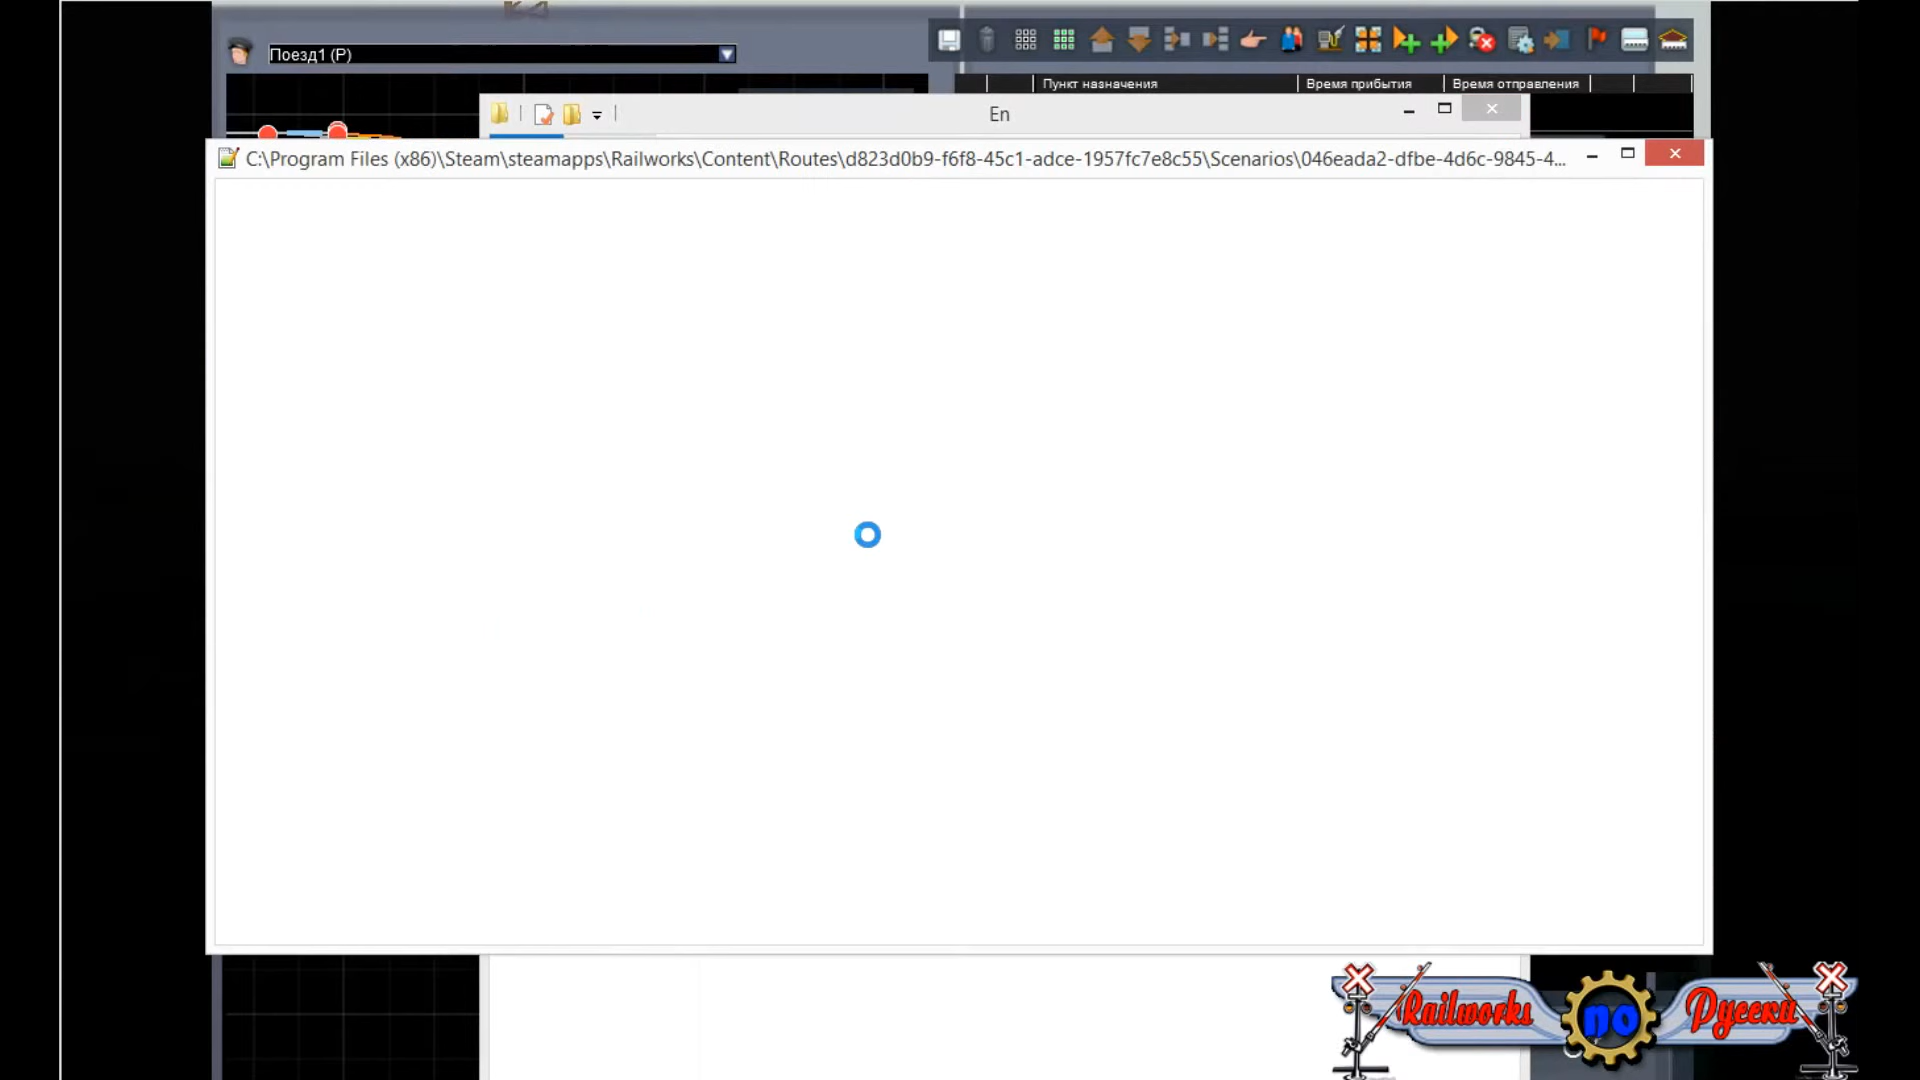 Поезд1 (Р)
Пункт назначения
Время прибытия
Время отправления
En
C:\Program Files (x86)\Steam\steamapps\Railworks\Content\Routes\d823d0b9-f6f8-45c1-adce-1957fc7e8c55\Scenarios\046eada2-dfbe-4d6c-9845-4...
Railworks по Русски